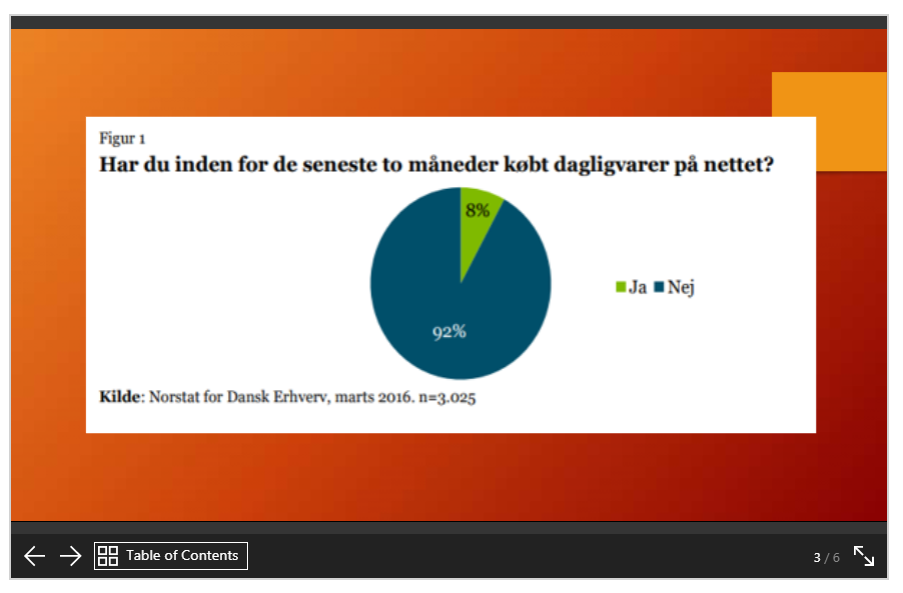 Figur 1
Har du inden for de seneste to måneder købt dagligvarer på nettet?
8%
Ja Nej
92%
Kilde: Norstat for Dansk Erhverv, marts 2016. n=3.025
Table of Contents
3 / 6